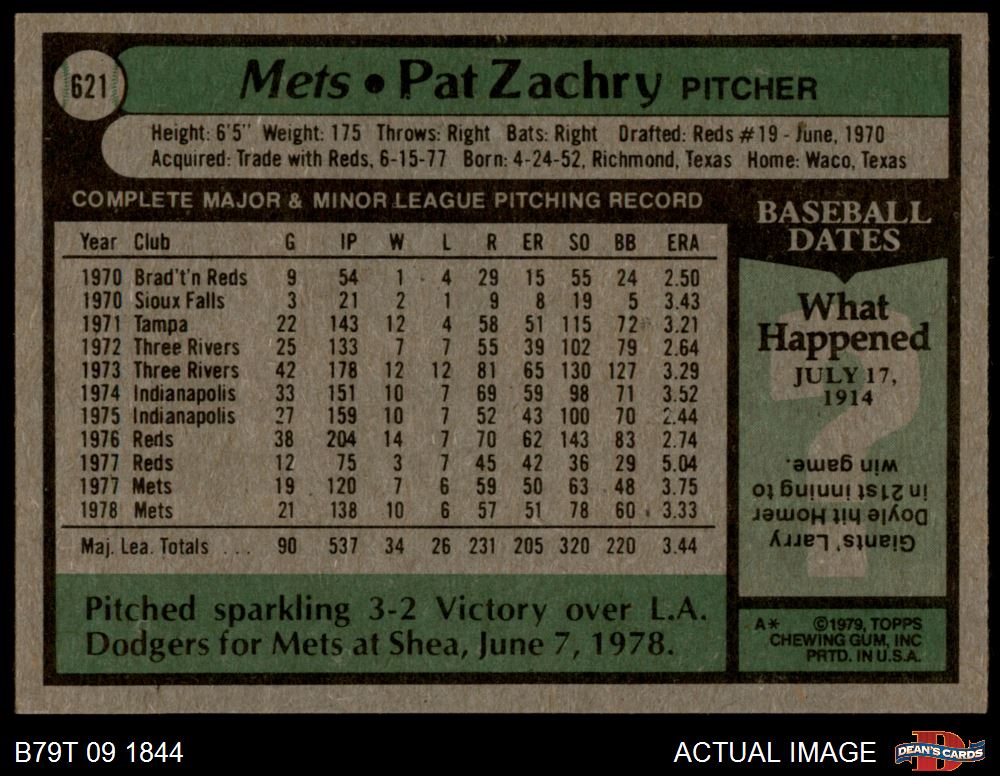 621 Mets • Pat Zachry PITCHER
Height: 6'5" Weight: 175 Throws: Right Bats: Right Drafted: Reds #19 - June, 1970
Acquired: Trade with Reds, 6-15-77 Born: 4-24-52, Richmond, Texas Home: Waco, Texas
COMPLETE MAJOR & MINOR LEAGUE PITCHING RECORD
Year Club G IP W L R ER SO BB ERA
1970 Brad't'n Reds 9 54 1 4 29 15 55 24 2.50
1970 Sioux Falls 3 21 2 1 9 8 19 5 3.43
1971 Tampa 22 143 12 4 58 51 115 72 3.21
1972 Three Rivers 25 133 7 7 55 39 102 79 2.64
1973 Three Rivers 42 178 12 12 81 65 130 127 3.29
1974 Indianapolis 33 151 10 7 69 59 98 71 3.52
1975 Indianapolis 27 159 10 7 52 43 100 70 2.44
1976 Reds 38 204 14 7 70 62 143 83 2.74
1977 Reds 12 75 3 7 45 42 36 29 5.04
1977 Mets 19 120 7 6 59 50 63 48 3.75
1978 Mets 21 138 10 6 57 51 78 60 3.33
Maj. Lea. Totals . . . 90 537 34 26 231 205 320 220 3.44
Pitched sparkling 3-2 Victory over L.A.
Dodgers for Mets at Shea, June 7, 1978.
BASEBALL
DATES
What
Happened
JULY 17,
1914
?
Giants' Larry
Doyle hit Homer
in 21st inning to
win game.
A* ©1979, TOPPS
CHEWING GUM, INC
PRTD. IN U.S.A.
B79T 09 1844
ACTUAL IMAGE
D
DEAN'S CARDS